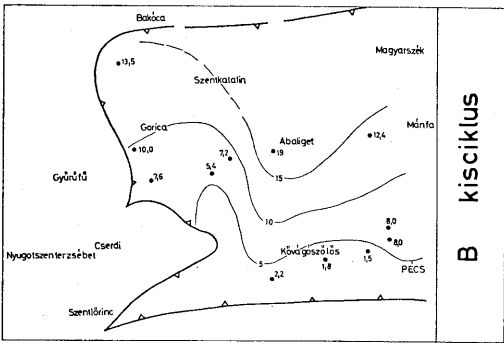 Bakóca
Magyarszék
13,5
Szentkatalin
Gorica
Mánfa
12,4
Abaliget
10,0
7,2
19
5,4
15
Gyűrűfű
7,6
10
8,0
Cserdi
8,0
Nyugotszenterzsébet
Kővágószőlős
5
1,5
1,8
PÉCS
2,2
Szentlőrinc
B kisciklus